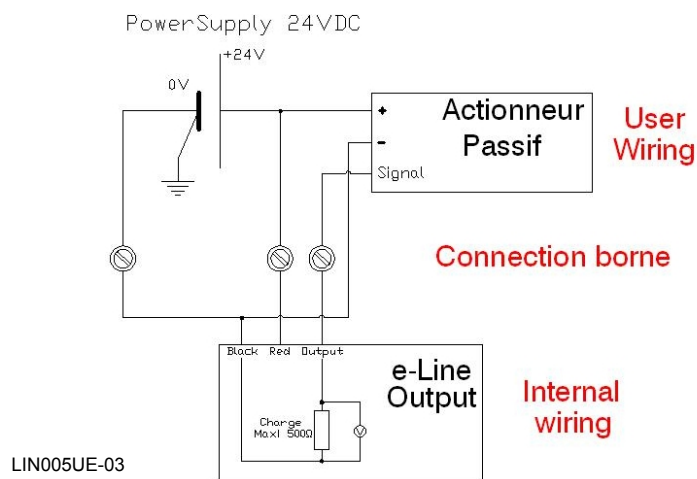 PowerSupply 24VDC
+24V
0V
+
Actionneur
Passif
-
Signal
User
Wiring
Connection borne
Black Red Output
e-Line
Output
Charge
Maxi 500Ω
V
Internal
wiring
LIN005UE-03